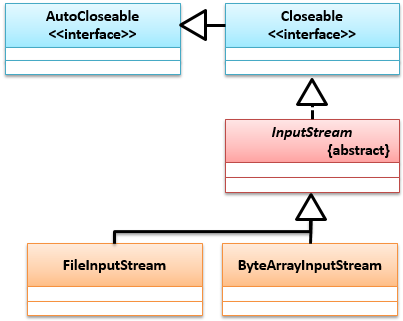 AutoCloseable
<<interface>>
Closeable
<<interface>>
InputStream
{abstract}
FileInputStream
ByteArrayInputStream